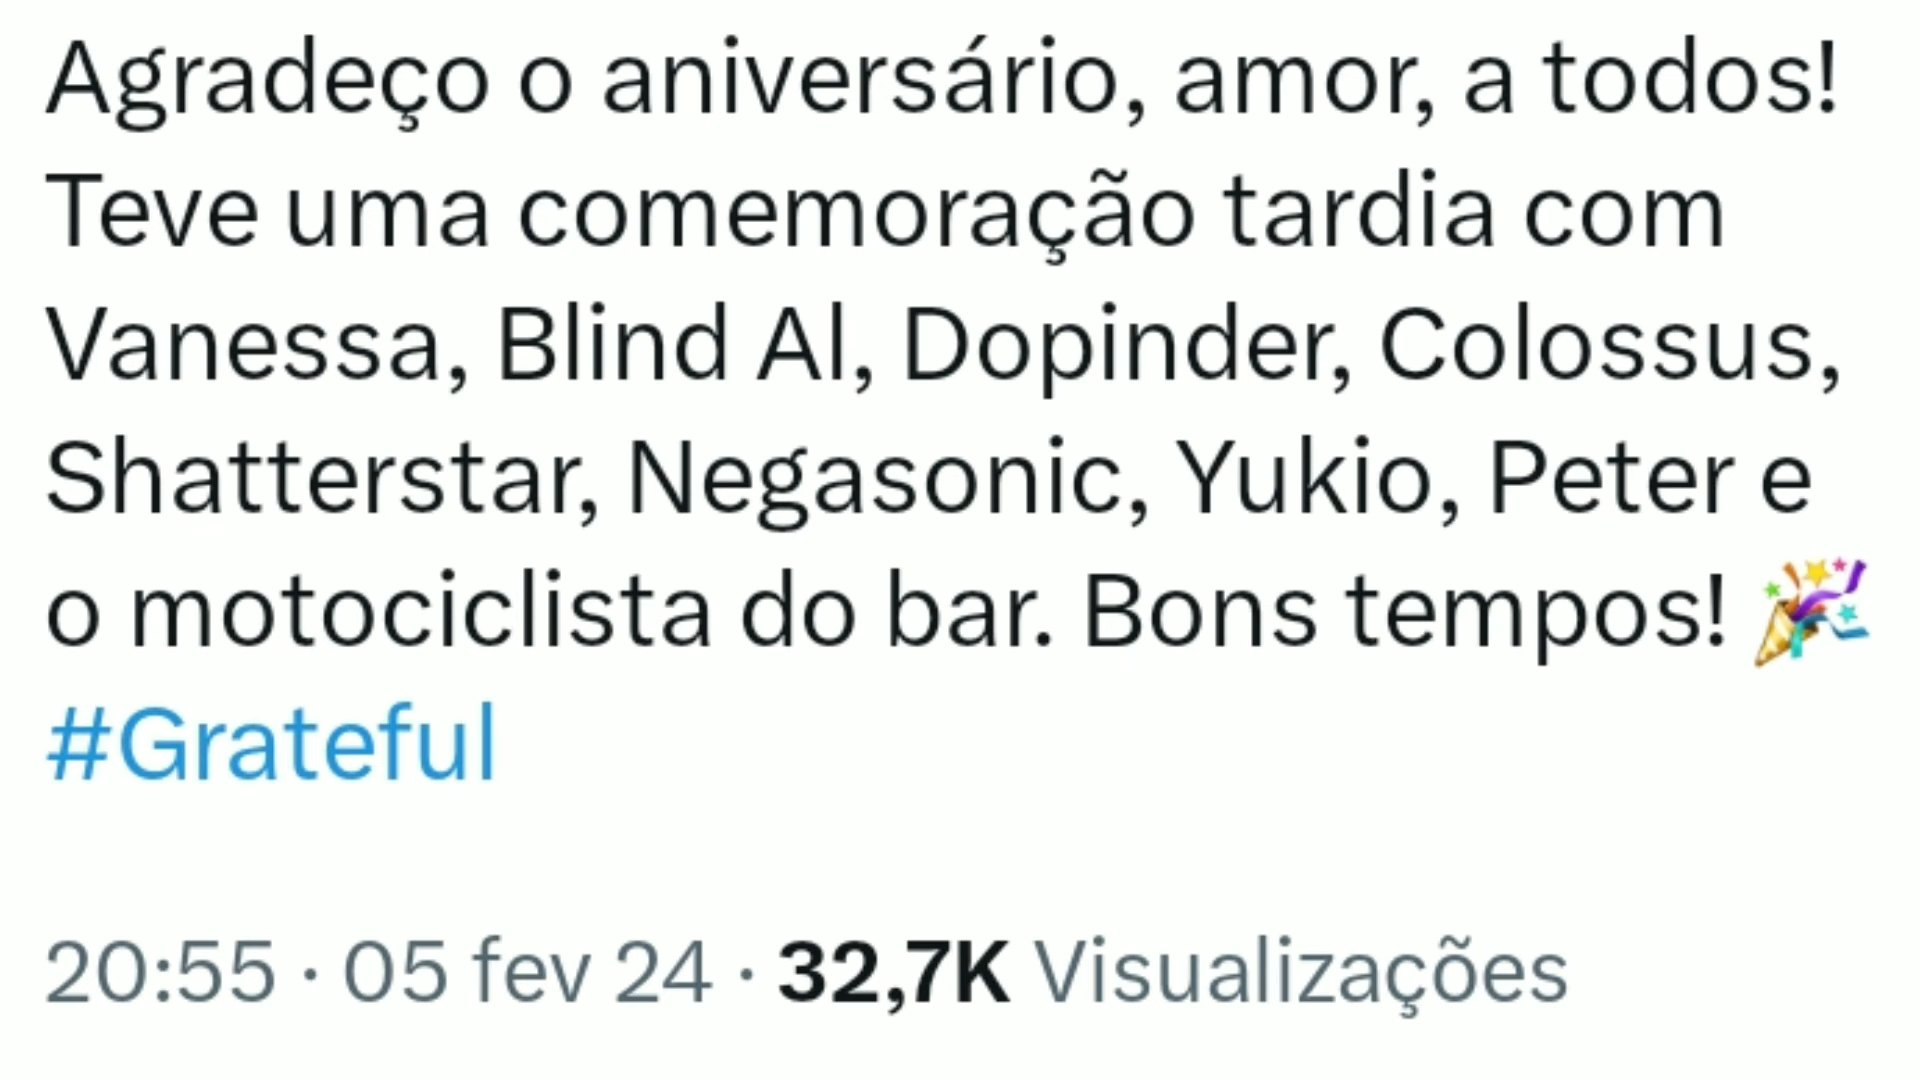 Agradeço o aniversário, amor, a todos!
Teve uma comemoração tardia com
Vanessa, Blind Al, Dopinder, Colossus,
Shatterstar, Negasonic, Yukio, Peter e
o motociclista do bar. Bons tempos! 🎉
#Grateful
20:55 · 05 fev 24 · 32,7K Visualizações